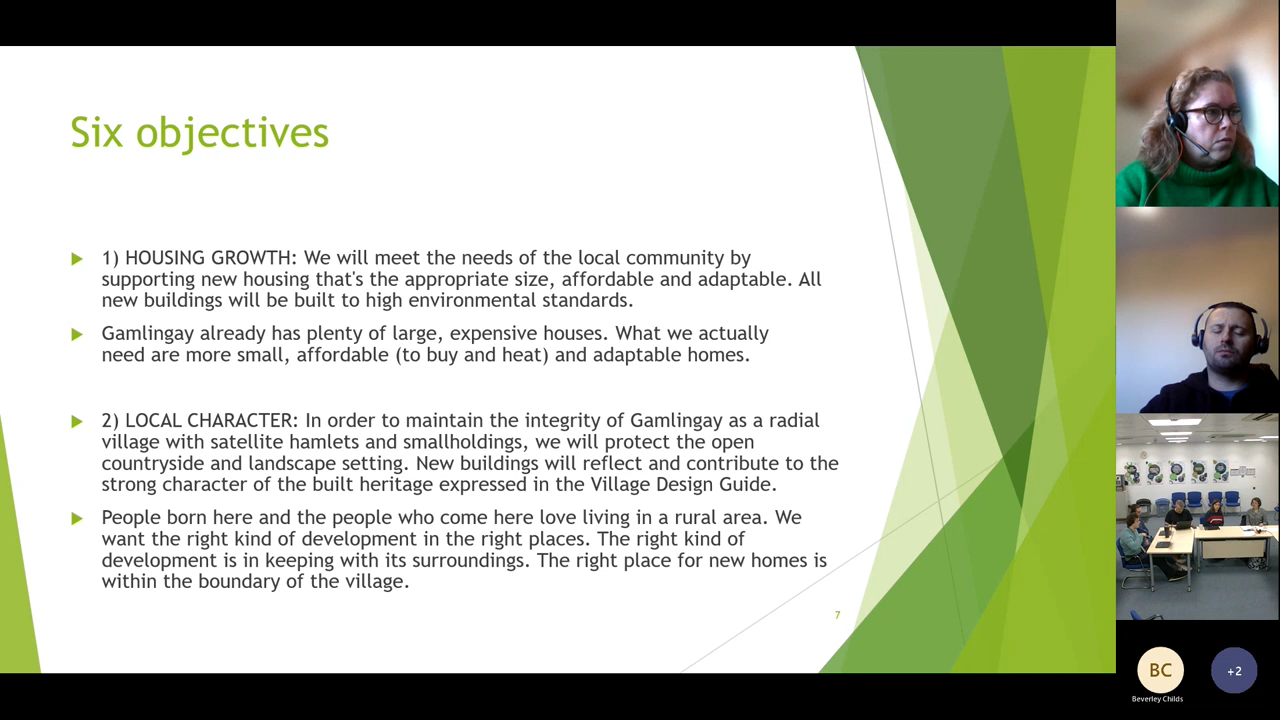 Six objectives
1) HOUSING GROWTH: We will meet the needs of the local community by
supporting new housing that's the appropriate size, affordable and adaptable. All
new buildings will be built to high environmental standards.
Gamlingay already has plenty of large, expensive houses. What we actually
need are more small, affordable (to buy and heat) and adaptable homes.
2) LOCAL CHARACTER: In order to maintain the integrity of Gamlingay as a radial
village with satellite hamlets and smallholdings, we will protect the open
countryside and landscape setting. New buildings will reflect and contribute to the
strong character of the built heritage expressed in the Village Design Guide.
People born here and the people who come here love living in a rural area. We
want the right kind of development in the right places. The right kind of
development is in keeping with its surroundings. The right place for new homes is
within the boundary of the village.
7
BC
+2
Beverley Childs